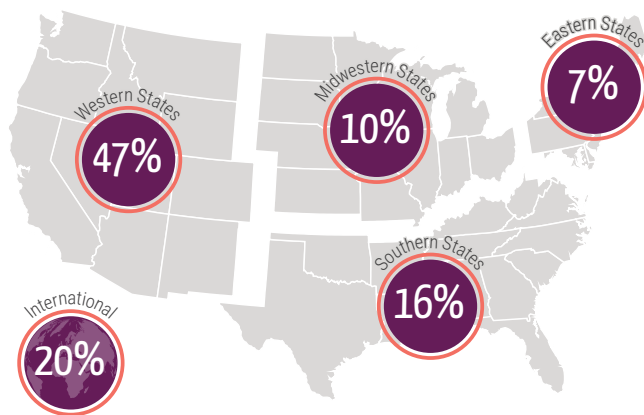 Western States
47%
Midwestern States
10%
Eastern States
7%
Southern States
16%
International
20%